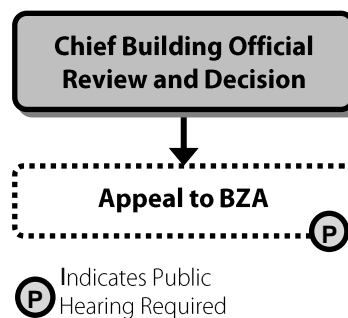 Chief Building Official
Review and Decision
Appeal to BZA
P
Indicates Public
P Hearing Required